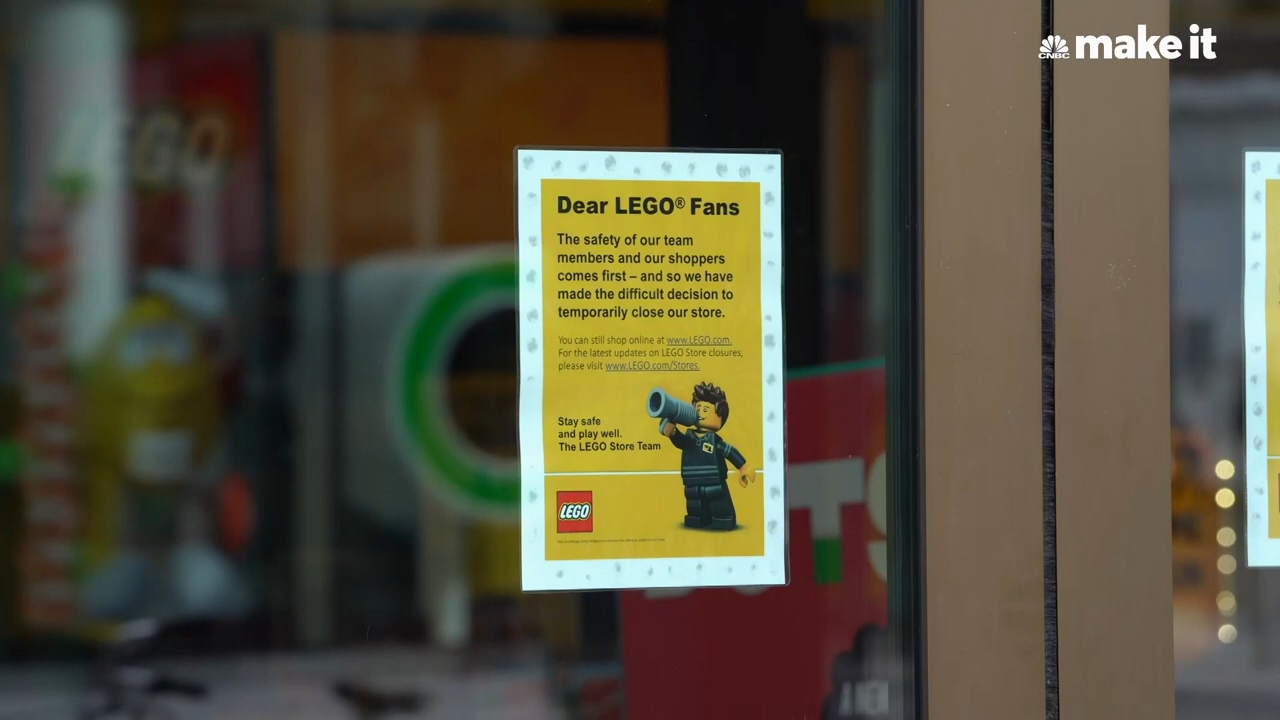 CNBC make it
LEGO
Dear LEGO® Fans
The safety of our team
members and our shoppers
comes first – and so we have
made the difficult decision to
temporarily close our store.
You can still shop online at www.LEGO.com.
For the latest updates on LEGO Store closures,
please visit www.LEGO.com/Stores.
Stay safe
and play well.
The LEGO Store Team
LEGO